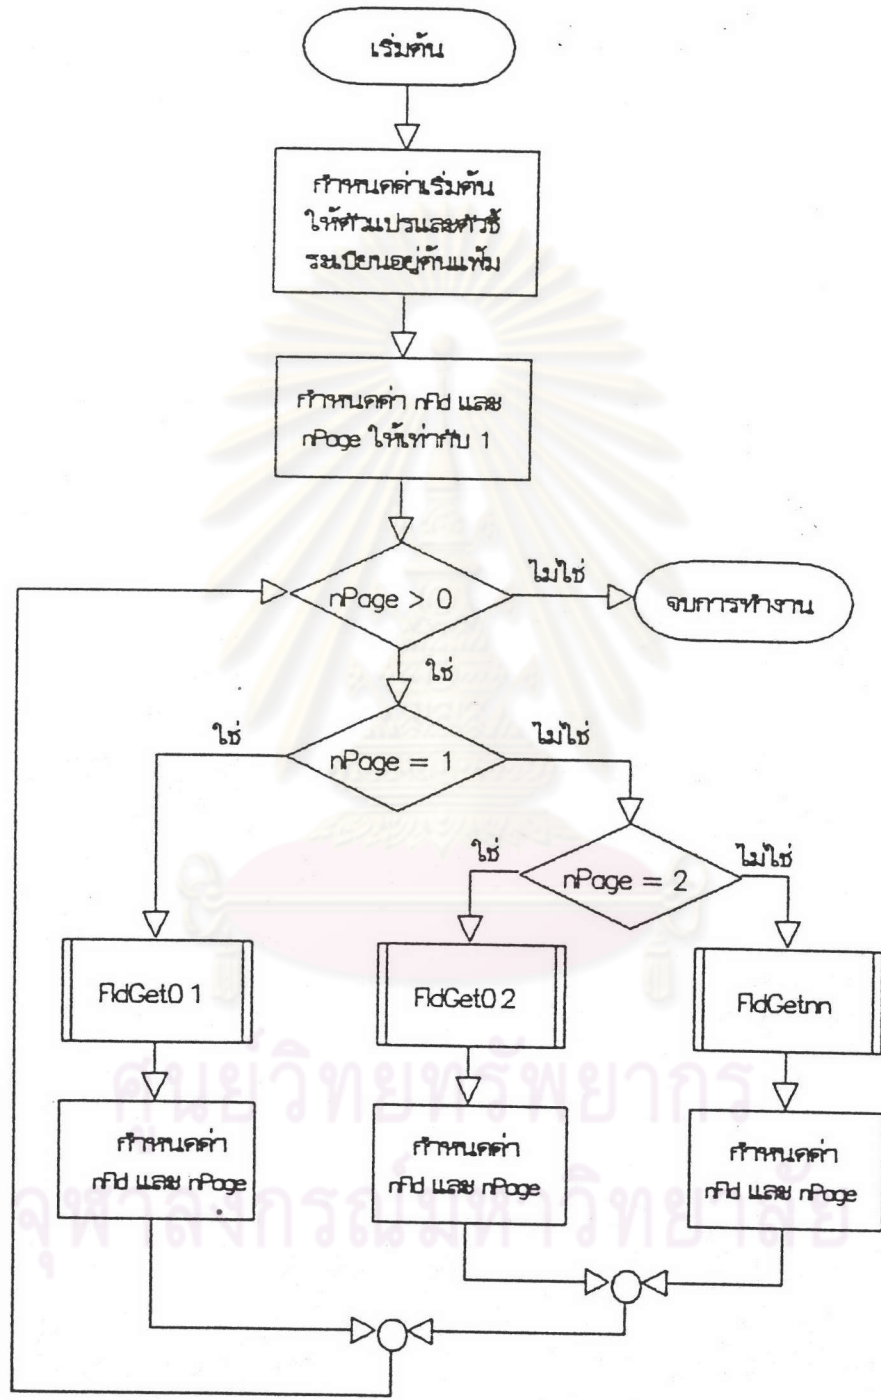 เริ่มต้น
กำหนดค่าเริ่มต้น
ให้ตัวแปรและตัวชี้
ระเบียนอยู่ต้นแฟ้ม
กำหนดค่า nFld และ
nPage ให้เท่ากับ 1
nPage > 0
ไม่ใช่
จบการทำงาน
ใช่
ใช่
nPage = 1
ไม่ใช่
ใช่
nPage = 2
ไม่ใช่
FldGet01
FldGet02
FldGetnn
กำหนดค่า
nFld และ nPage
กำหนดค่า
nFld และ nPage
กำหนดค่า
nFld และ nPage
ศูนย์วิทยทรัพยากร
จุฬาลงกรณ์มหาวิทยาลัย